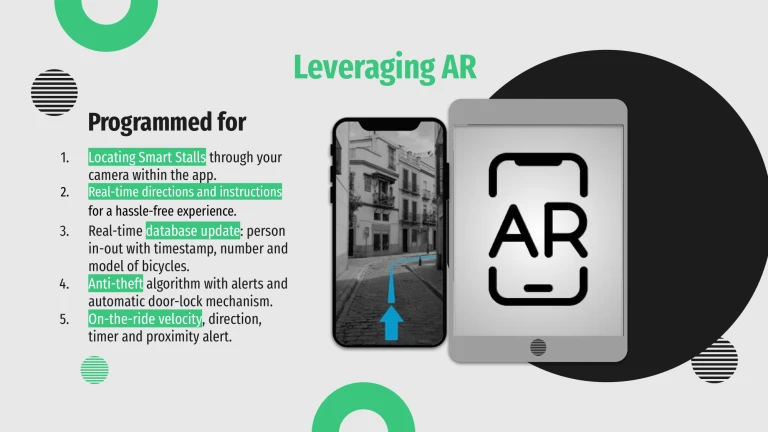 Leveraging AR
Programmed for
1. Locating Smart Stalls through your
camera within the app.
2. Real-time directions and instructions
for a hassle-free experience.
3. Real-time database update: person
in-out with timestamp, number and
model of bicycles.
4. Anti-theft algorithm with alerts and
automatic door-lock mechanism.
5. On-the-ride velocity, direction,
timer and proximity alert.
AR